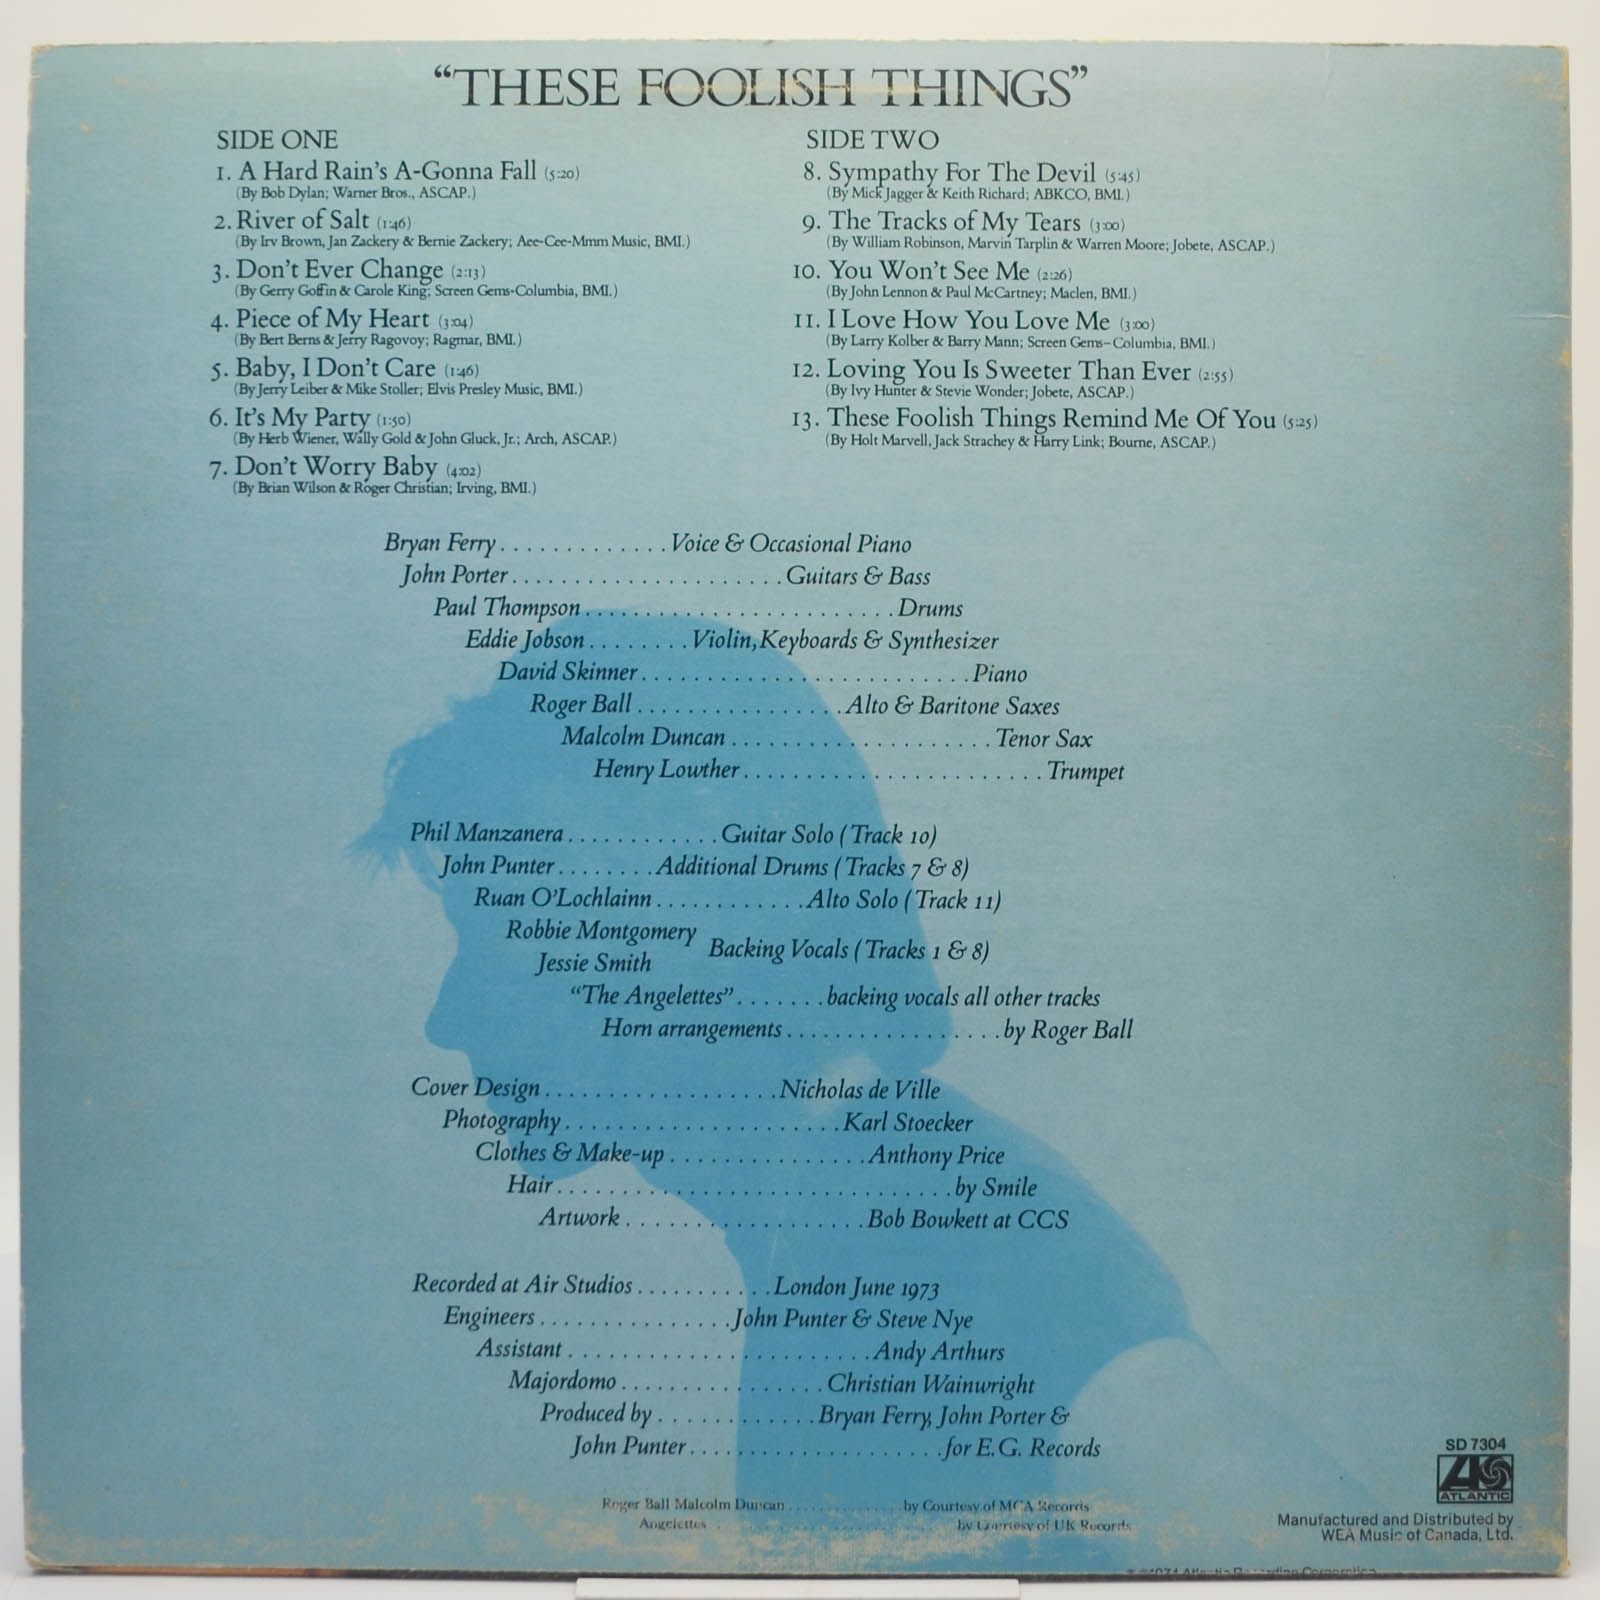 “THESE FOOLISH THINGS”
SIDE ONE
1. A Hard Rain's A-Gonna Fall (5:20)
(By Bob Dylan; Warner Bros., ASCAP.)
2. River of Salt (1:46)
(By Irv Brown, Jan Zackery & Bernie Zackery; Aee-Cee-Mmm Music, BMI.)
3. Don't Ever Change (2:13)
(By Gerry Goffin & Carole King; Screen Gems-Columbia, BMI.)
4. Piece of My Heart (3:04)
(By Bert Berns & Jerry Ragovoy; Ragmar, BMI.)
5. Baby, I Don't Care (1:46)
(By Jerry Leiber & Mike Stoller; Elvis Presley Music, BMI.)
6. It's My Party (1:50)
(By Herb Wiener, Wally Gold & John Gluck, Jr.; Arch, ASCAP.)
7. Don't Worry Baby (4:02)
(By Brian Wilson & Roger Christian; Irving, BMI.)
SIDE TWO
8. Sympathy For The Devil (5:45)
(By Mick Jagger & Keith Richard; ABKCO, BMI.)
9. The Tracks of My Tears (3:00)
(By William Robinson, Marvin Tarplin & Warren Moore; Jobete, ASCAP.)
10. You Won't See Me (2:26)
(By John Lennon & Paul McCartney; Maclen, BMI.)
11. I Love How You Love Me (3:00)
(By Larry Kolber & Barry Mann; Screen Gems-Columbia, BMI.)
12. Loving You Is Sweeter Than Ever (2:55)
(By Ivy Hunter & Stevie Wonder; Jobete, ASCAP.)
13. These Foolish Things Remind Me Of You (5:25)
(By Holt Marvell, Jack Strachey & Harry Link; Bourne, ASCAP.)
Bryan Ferry.............Voice & Occasional Piano
John Porter.....................Guitars & Bass
Paul Thompson........................Drums
Eddie Jobson........Violin, Keyboards & Synthesizer
David Skinner.........................Piano
Roger Ball................Alto & Baritone Saxes
Malcolm Duncan....................Tenor Sax
Henry Lowther.......................Trumpet
Phil Manzanera............Guitar Solo (Track 10)
John Punter........Additional Drums (Tracks 7 & 8)
Ruan O'Lochlainn............Alto Solo (Track 11)
Robbie Montgomery
Jessie Smith
Backing Vocals (Tracks 1 & 8)
“The Angelettes”.......backing vocals all other tracks
Horn arrangements.................by Roger Ball
Cover Design..................Nicholas de Ville
Photography.....................Karl Stoecker
Clothes & Make-up...............Anthony Price
Hair..............................by Smile
Artwork...................Bob Bowkett at CCS
Recorded at Air Studios...........London June 1973
Engineers...............John Punter & Steve Nye
Assistant........................Andy Arthurs
Majordomo................Christian Wainwright
Produced by............Bryan Ferry, John Porter &
John Punter....................for E.G. Records
Roger Ball Malcolm Duncan................by Courtesy of MCA Records
Angelettes..................by Courtesy of UK Records
SD 7304
ATLANTIC
Manufactured and Distributed by
WEA Music of Canada, Ltd.
1974 Atlantic Recording Corporation